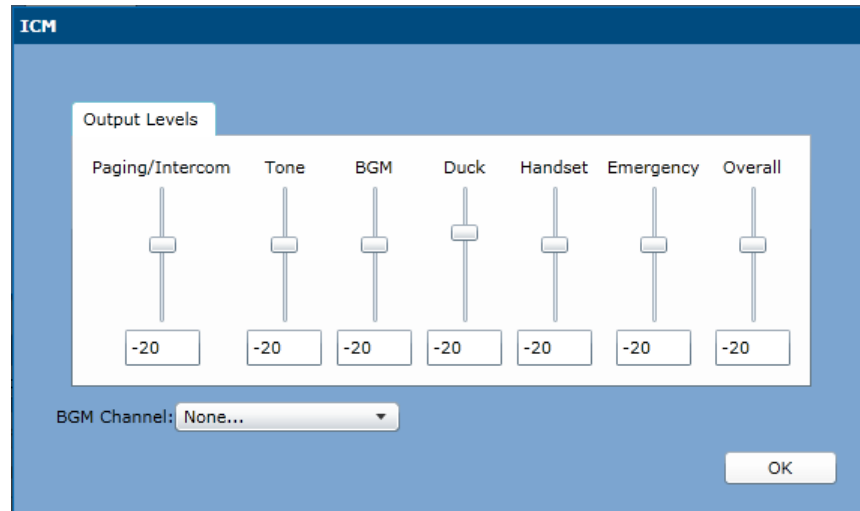 ICM
Output Levels
Paging/Intercom Tone BGM Duck Handset Emergency Overall
-20 -20 -20 -20 -20 -20 -20
BGM Channel: None...
OK